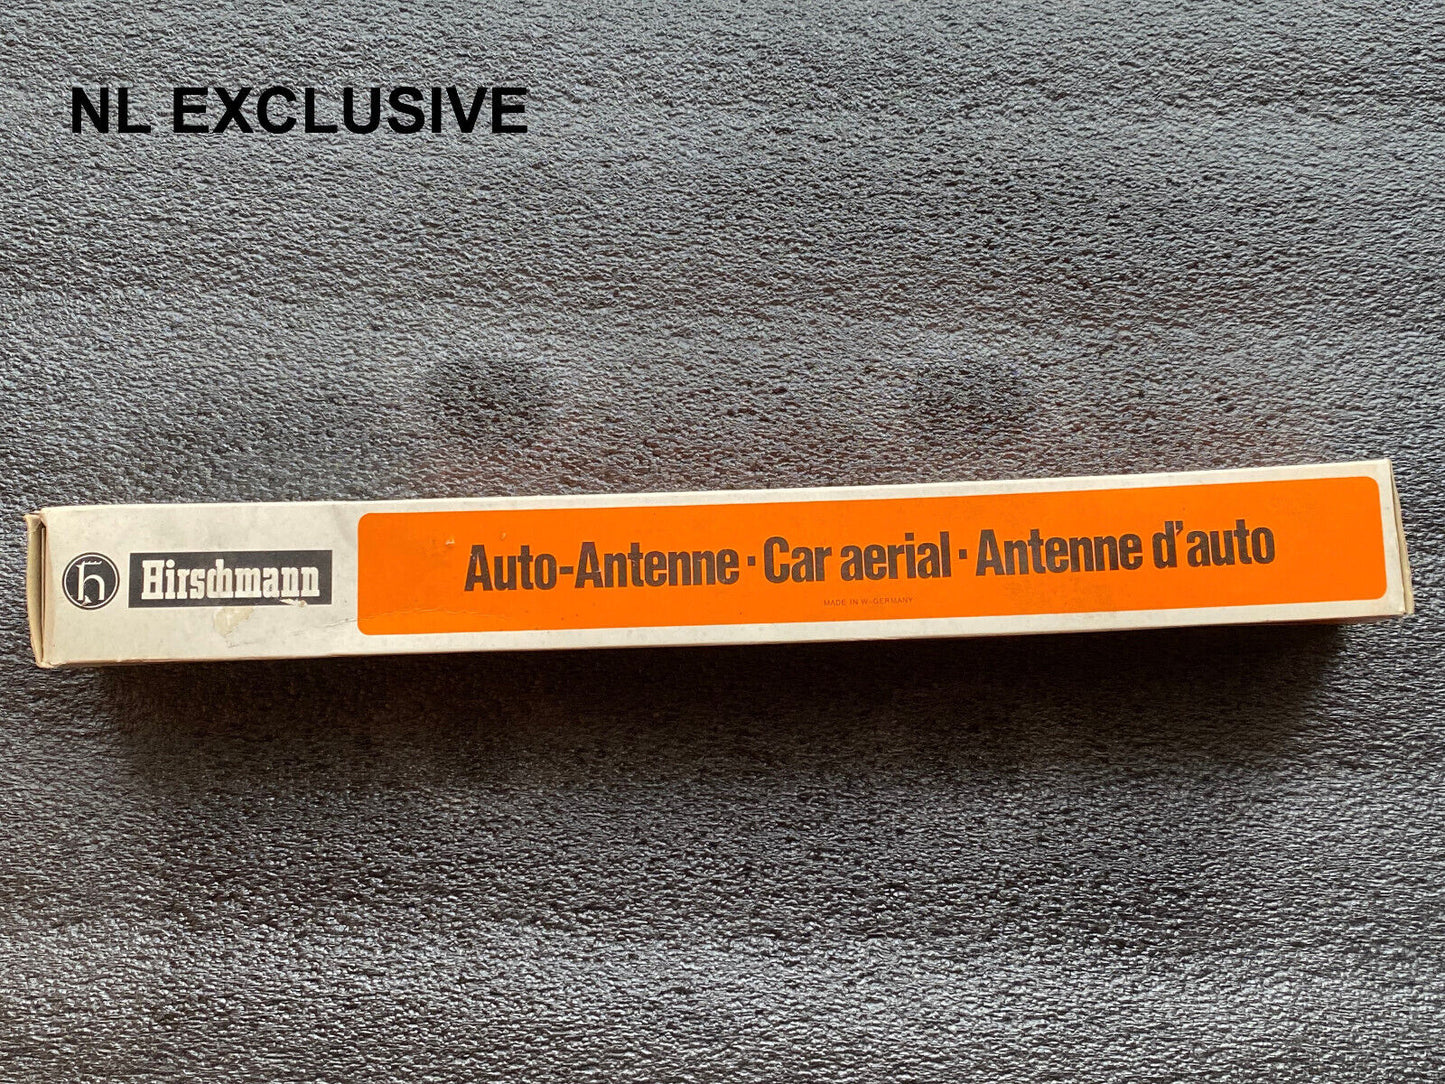 NL EXCLUSIVE
h Hirschmann
Auto-Antenne · Car aerial · Antenne d'auto
MADE IN W-GERMANY